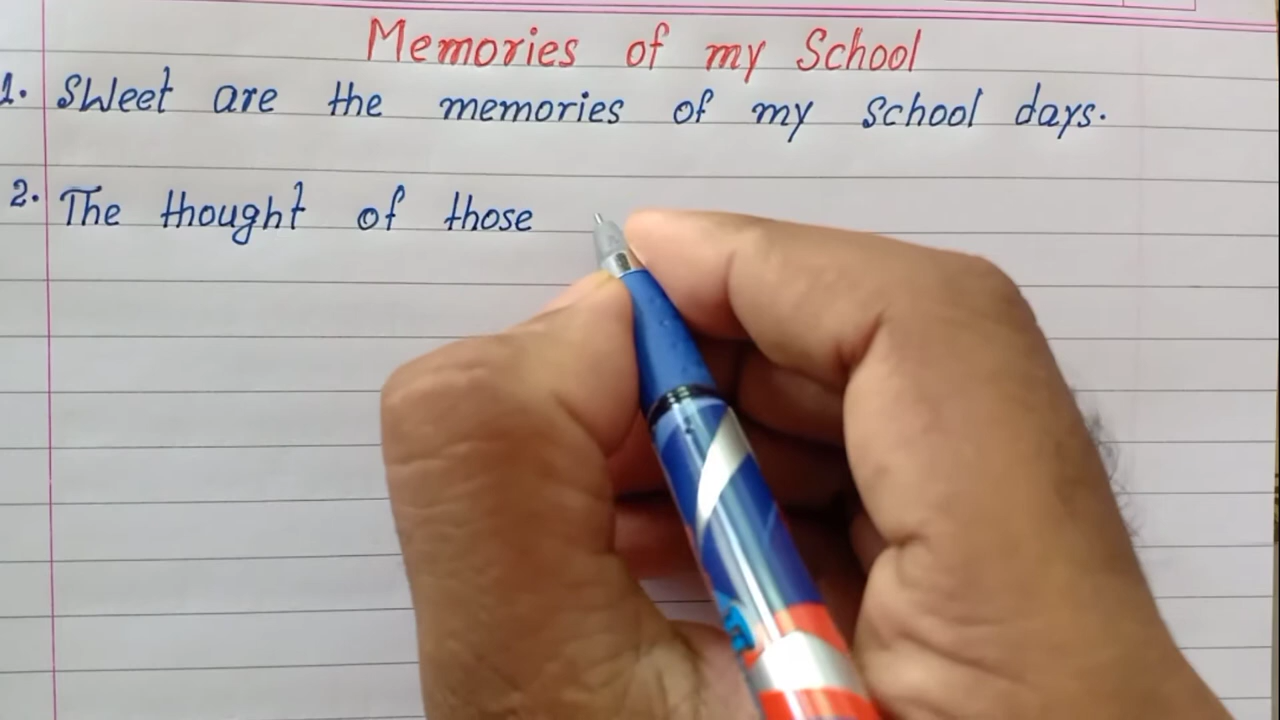 Memories of my School
1. Sweet are the memories of my school days.
2. The thought of those